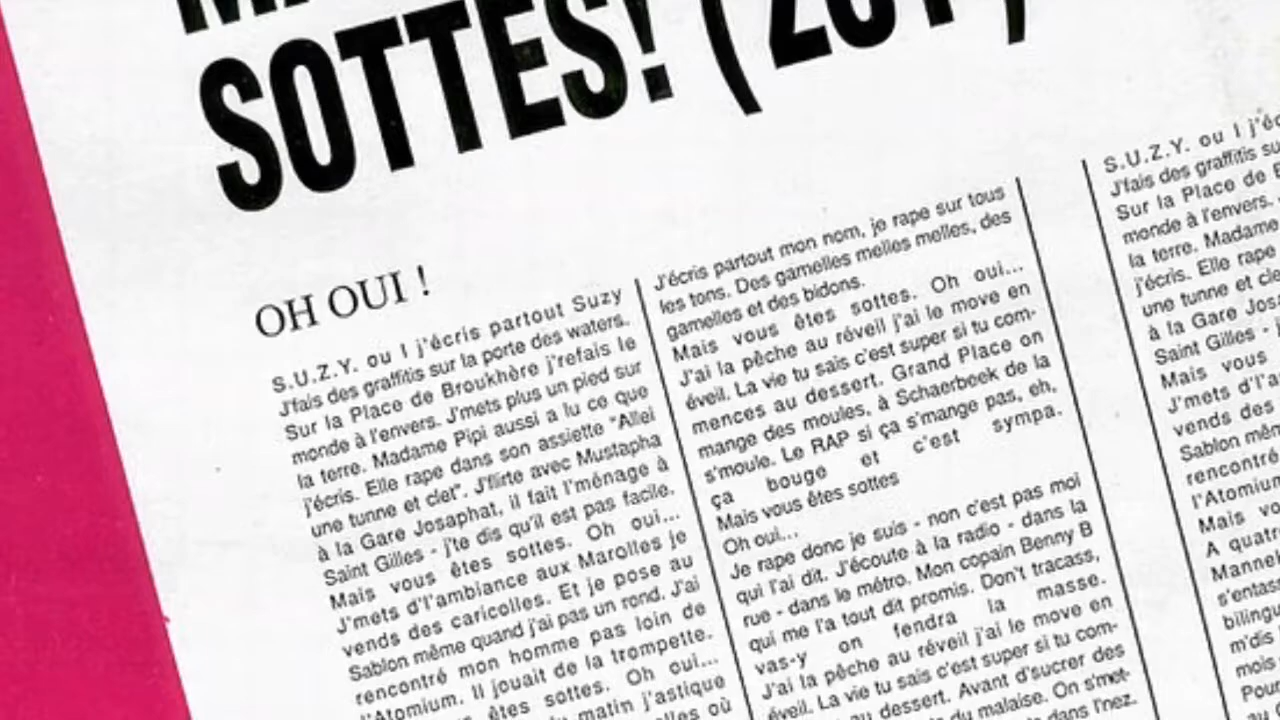 SOTTES! (
OH OUI !
S.U.Z.Y. ou I j'écris partout Suzy
J'fais des graffitis sur la porte des waters.
Sur la Place de Broukhère j'refais le
monde à l'envers. J'mets plus un pied sur
la terre. Madame Pipi aussi a lu ce que
j'écris. Elle rape dans son assiette "Allei
une tunne et clet". J'flirte avec Mustapha
à la Gare Josaphat, il fait l'ménage à
Saint Gilles - j'te dis qu'il est pas facile.
Mais vous êtes sottes. Oh oui...
J'mets d'l'ambiance aux Marolles je
vends des caricolles. Et je pose au
Sablon même quand j'ai pas un rond. J'ai
rencontré mon homme pas loin de
l'Atomium. Il jouait de la trompette.
êtes sottes. Oh oui...
matin j'astique
où
J'écris partout mon nom, je rape sur tous
les tons. Des gamelles melles melles, des
gamelles et des bidons.
Mais vous êtes sottes. Oh oui...
J'ai la pêche au réveil j'ai le move en
éveil. La vie tu sais c'est super si tu com-
mences au dessert. Grand Place on
mange des moules, à Schaerbeek de la
s'moule. Le RAP si ça s'mange pas, eh,
ça bouge et c'est sympa.
Mais vous êtes sottes
Oh oui...
Je rape donc je suis - non c'est pas moi
qui l'ai dit. J'écoute à la radio - dans la
rue - dans le métro. Mon copain Benny B
qui me l'a tout dit promis. Don't tracass,
vas-y on fendra la masse.
J'ai la pêche au réveil j'ai le move en
éveil. La vie tu sais c'est super si tu com-
au dessert. Avant d'sucrer des
du malaise. On s'met-
dans l'nez.
S.U.Z.Y. ou I j'éc
J'fais des graffitis su
Sur la Place de
monde à l'envers.
la terre. Madame
j'écris. Elle rape
une tunne et cle
à la Gare Jos
Saint Gilles -
Mais vous
J'mets d'l'a
vends des
Sablon mêm
rencontré
l'Atomium
Mais vo
A quatr
Manne
s'entas
bilingu
m'dis
mois
Pou
au